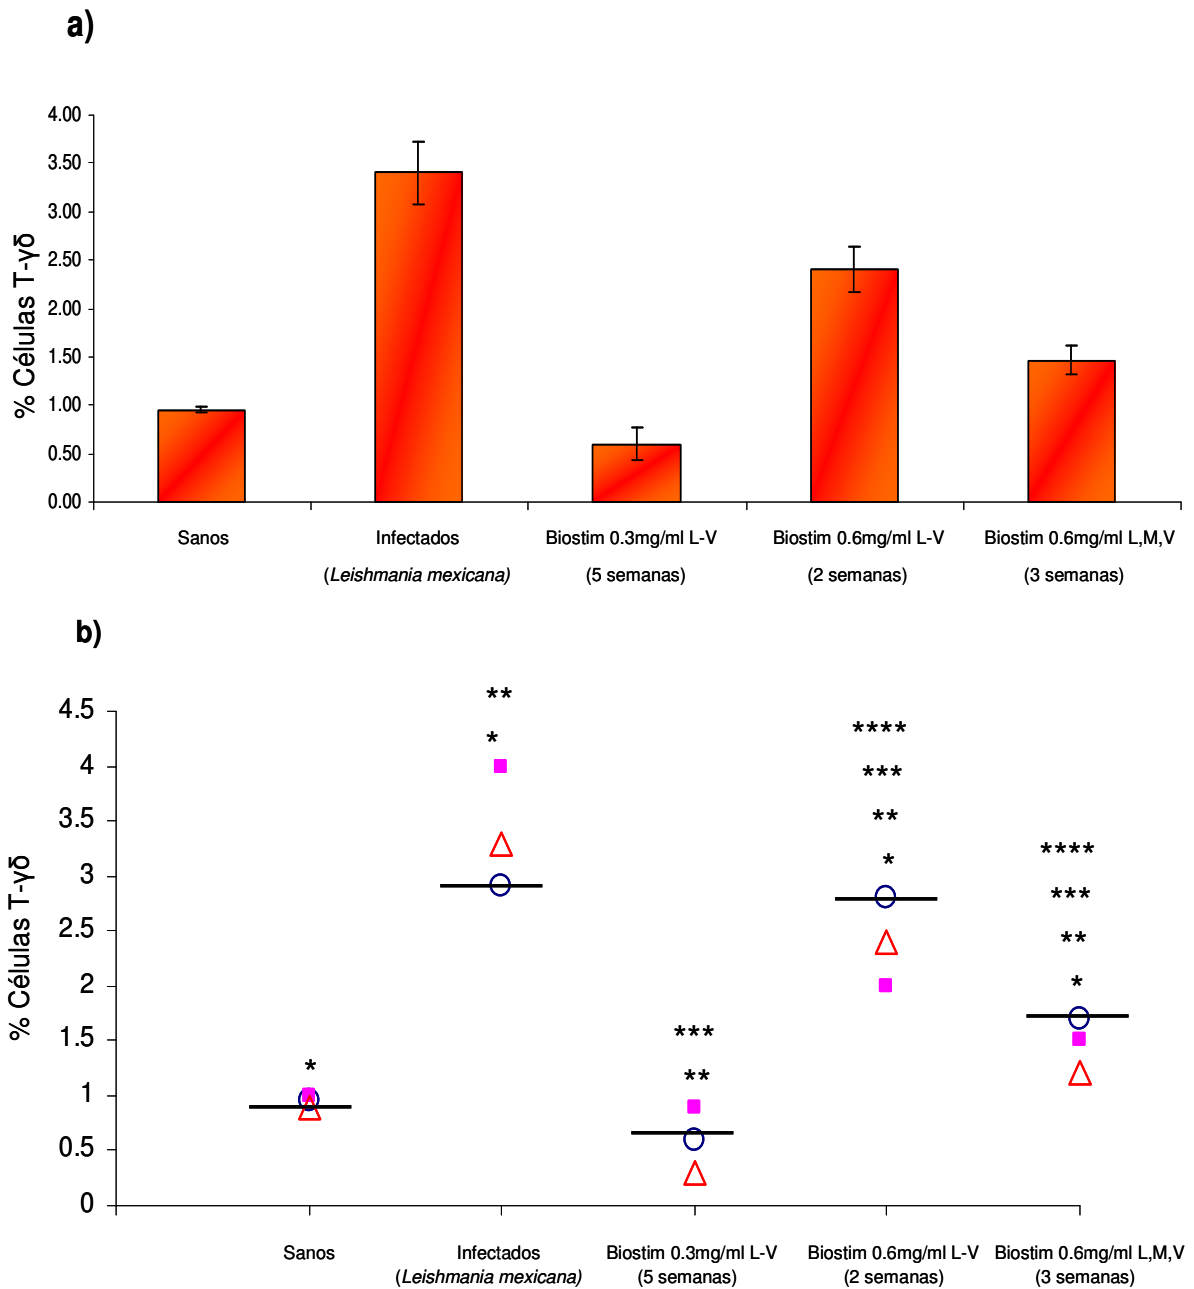 a)
% Células T-γδ
4.00
3.50
3.00
2.50
2.00
1.50
1.00
0.50
0.00
Sanos
Infectados
(Leishmania mexicana)
Biostim 0.3mg/ml L-V
(5 semanas)
Biostim 0.6mg/ml L-V
(2 semanas)
Biostim 0.6mg/ml L,M,V
(3 semanas)
b)
% Células T-γδ
4.5
4
3.5
3
2.5
2
1.5
1
0.5
0
*
**
*
***
**
****
***
**
*
****
***
**
*
Sanos
Infectados
(Leishmania mexicana)
Biostim 0.3mg/ml L-V
(5 semanas)
Biostim 0.6mg/ml L-V
(2 semanas)
Biostim 0.6mg/ml L,M,V
(3 semanas)